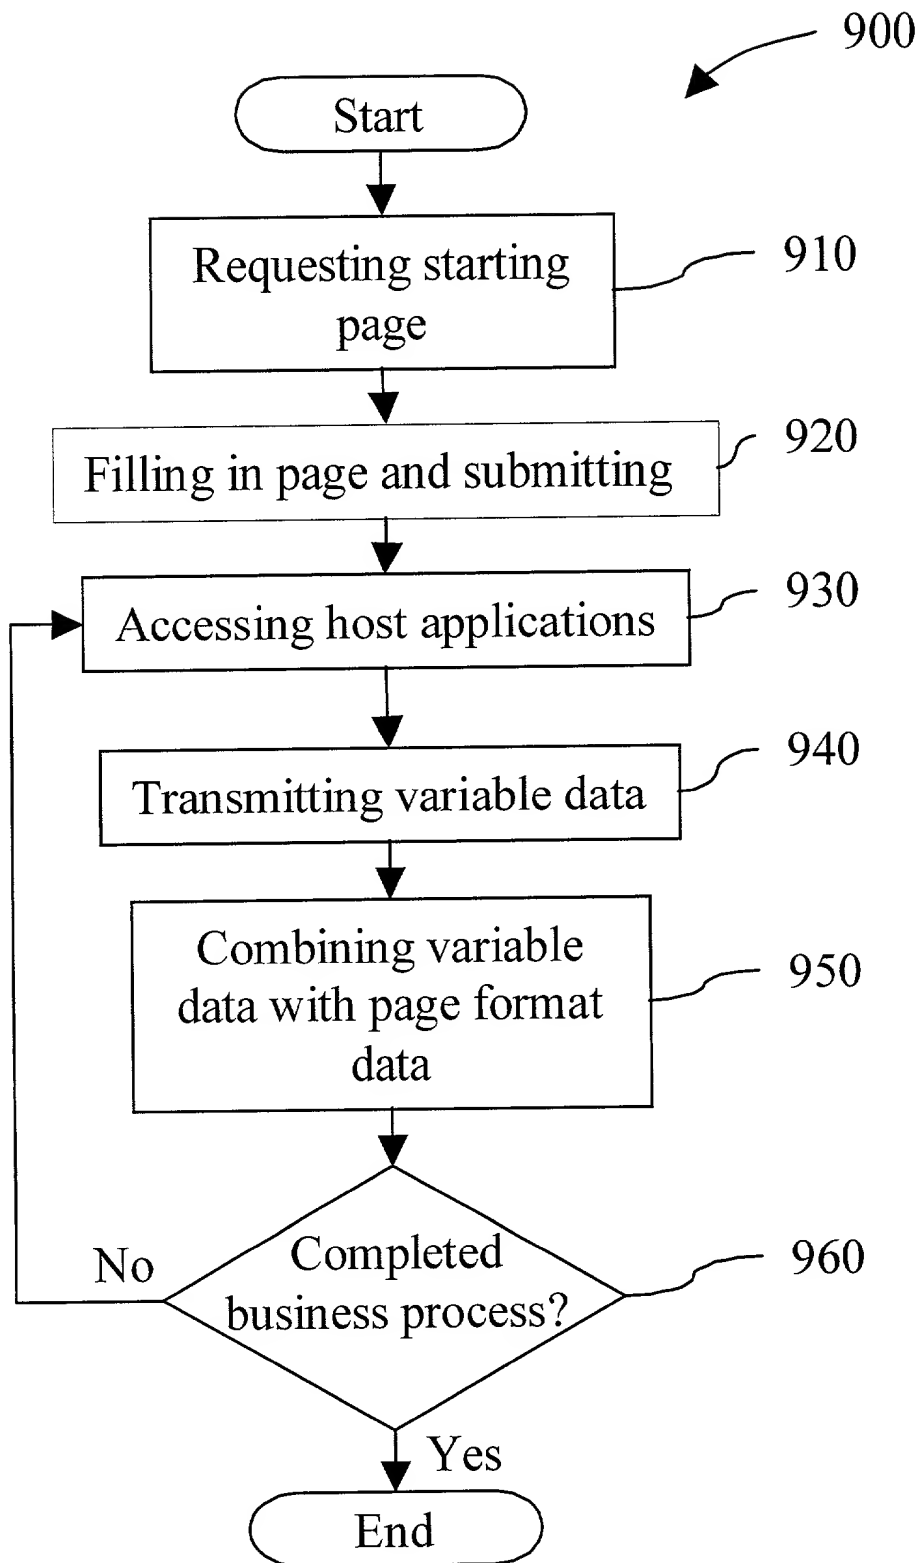 900
Start
Requesting starting
page
910
Filling in page and submitting
920
Accessing host applications
930
Transmitting variable data
940
Combining variable
data with page format
data
950
Completed
business process?
960
No
Yes
End